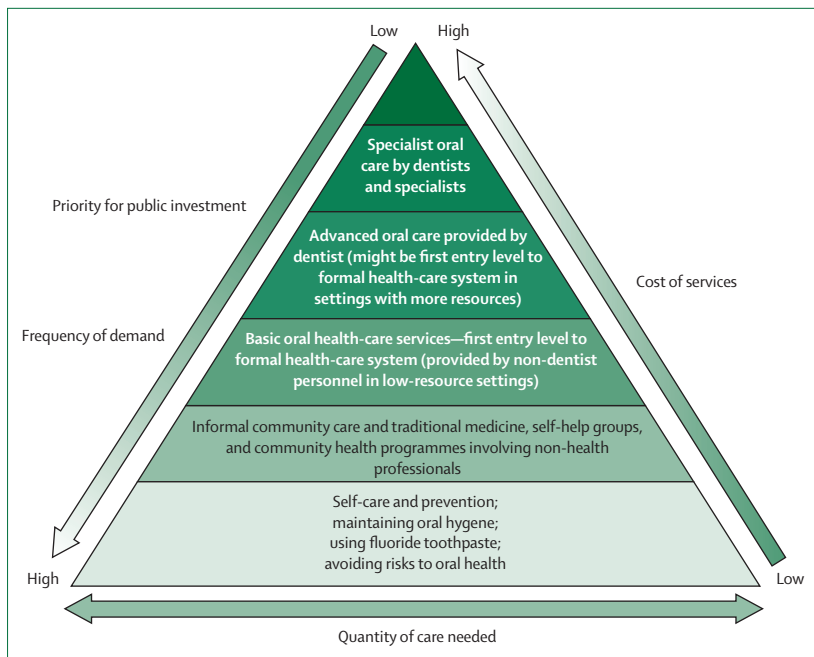 Low
High
Specialist oral
care by dentists
and specialists
Priority for public investment
Advanced oral care provided by
dentist (might be first entry level to
formal health-care system in
settings with more resources)
Cost of services
Frequency of demand
Basic oral health-care services—first entry level to
formal health-care system (provided by non-dentist
personnel in low-resource settings)
Informal community care and traditional medicine, self-help groups,
and community health programmes involving non-health
professionals
Self-care and prevention;
maintaining oral hygene;
using fluoride toothpaste;
avoiding risks to oral health
High
Low
Quantity of care needed